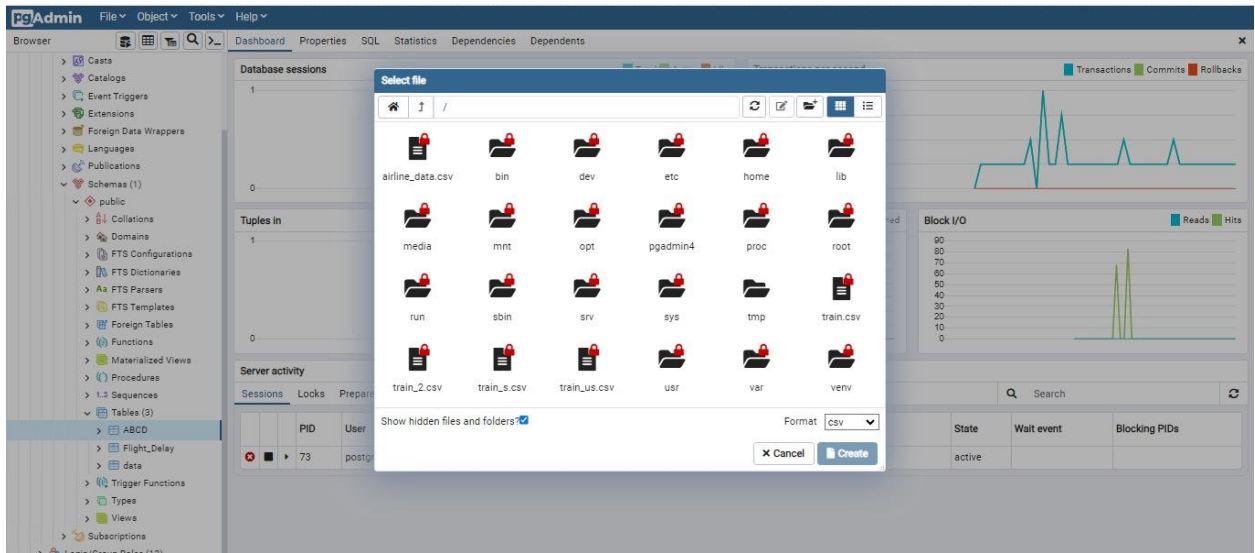 pgAdmin File Object Tools Help
Browser
Dashboard Properties SQL Statistics Dependencies Dependents
Casts
Catalogs
Event Triggers
Extensions
Foreign Data Wrappers
Languages
Publications
Schemas (1)
public
Collations
Domains
FTS Configurations
FTS Dictionaries
Aa FTS Parsers
FTS Templates
Foreign Tables
Functions
Materialized Views
Procedures
1..3 Sequences
Tables (3)
ABCD
Flight_Delay
data
Trigger Functions
Types
Views
Subscriptions
Database sessions
1
0
Transactions Commits Rollbacks
Tuples in
1
0
Block I/O
Reads Hits
90
80
70
60
50
40
30
20
10
0
Server activity
Sessions Locks
Search
PID User State Wait event Blocking PIDs
73 active
Select file
/
airline_data.csv bin dev etc home lib
media mnt opt pgadmin4 proc root
run sbin srv sys tmp train.csv
train_2.csv train_s.csv train_us.csv usr var venv
Show hidden files and folders?
Format csv
Cancel Create